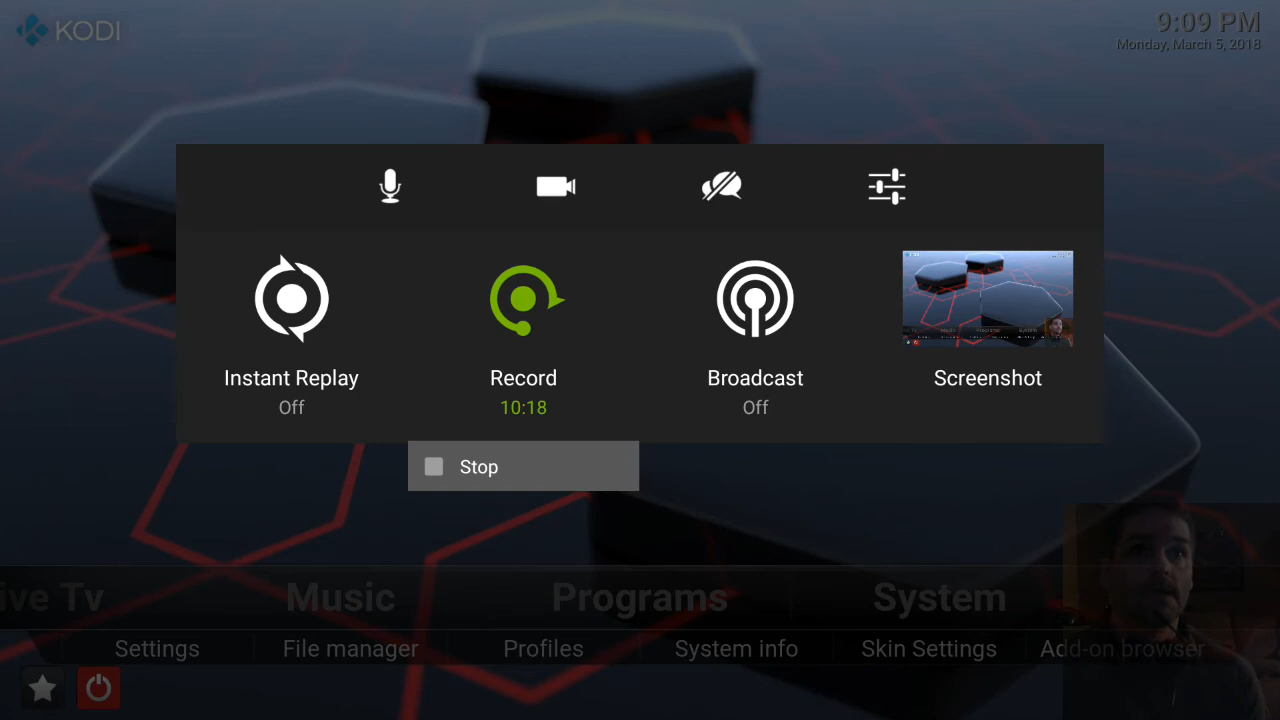 KODI
9:09 PM
Monday, March 5, 2018
Instant Replay
Off
Record
10:18
Broadcast
Off
Screenshot
Stop
ive Tv
Music
Programs
System
Settings
File manager
Profiles
System info
Skin Settings
Add-on browser